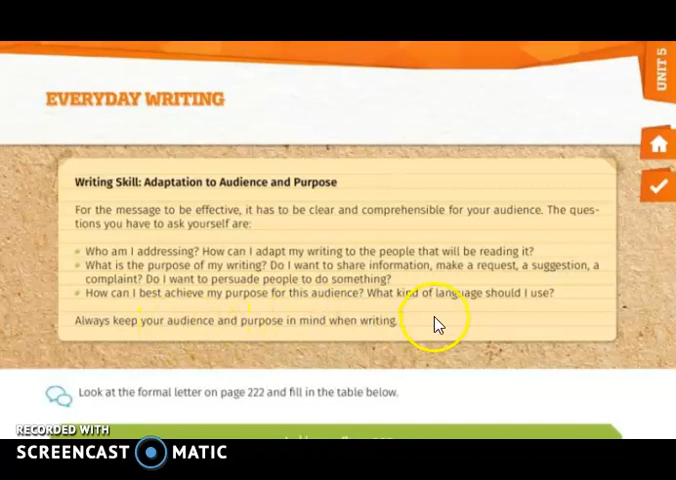 UNIT 5
EVERYDAY WRITING
Writing Skill: Adaptation to Audience and Purpose
For the message to be effective, it has to be clear and comprehensible for your audience. The ques-
tions you have to ask yourself are:
Who am I addressing? How can I adapt my writing to the people that will be reading it?
What is the purpose of my writing? Do I want to share information, make a request, a suggestion, a
complaint? Do I want to persuade people to do something?
How can I best achieve my purpose for this audience? What kind of language should I use?
Always keep your audience and purpose in mind when writing.
Look at the formal letter on page 222 and fill in the table below.
RECORDED WITH
SCREENCAST MATIC